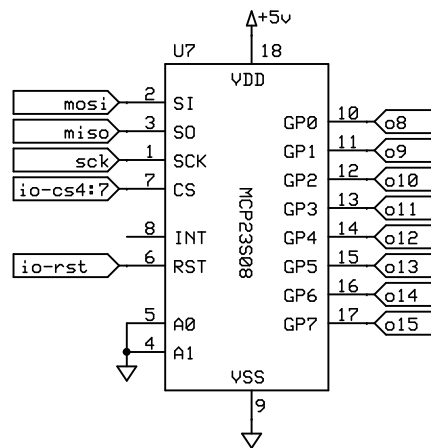 +5v
U7 18
VDD
mosi 2 SI
miso 3 SO
sck 1 SCK
io-cs4:7 7 CS
8 INT
io-rst 6 RST
5 A0
4 A1
MCP23S08
GP0 10 o8
GP1 11 o9
GP2 12 o10
GP3 13 o11
GP4 14 o12
GP5 15 o13
GP6 16 o14
GP7 17 o15
VSS
9